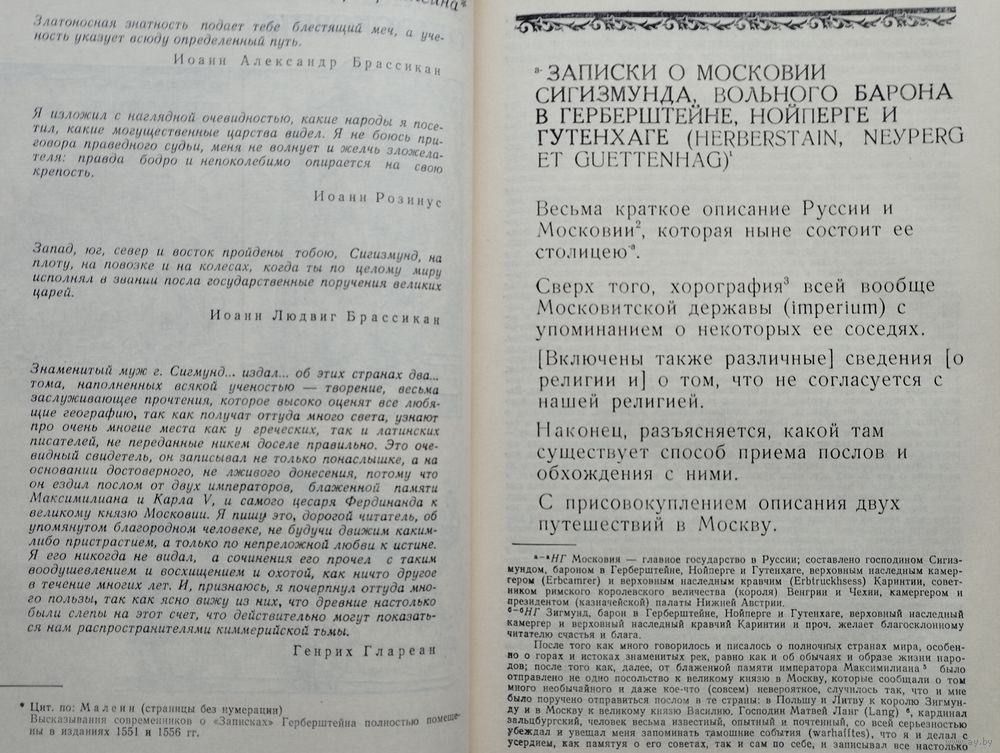 Златоносная знатность подает тебе блестящий меч, а уче-
ность указует всюду определенный путь.
Иоанн Александр Брассикан
Я изложил с наглядной очевидностью, какие народы я посе-
тил, какие могущественные царства видел. Я не боюсь при-
говора праведного судьи, меня не волнует и желчь зложела-
теля: правда бодро и непоколебимо опирается на свою
крепость.
Иоанн Розинус
Запад, юг, север и восток пройдены тобою, Сигизмунд, на
плоту, на повозке и на колесах, когда ты по целому миру
исполнял в звании посла государственные поручения великих
царей.
Иоанн Людвиг Брассикан
Знаменитый муж г. Сигмунд... издал... об этих странах два...
тома, наполненных всякой ученостью — творение, весьма
заслуживающее прочтения, которое высоко оценят все любя-
щие географию, так как получат оттуда много света, узнают
про очень многие места как у греческих, так и латинских
писателей, не переданные никем доселе правильно. Это оче-
видный свидетель, он записывал не только понаслышке, а на
основании достоверного, не лживого донесения, потому что
он ездил послом от двух императоров, блаженной памяти
Максимилиана и Карла V, и самого цесаря Фердинанда к
великому князю Московии. Я пишу это, дорогой читатель, об
упомянутом благородном человеке, не будучи движим каким-
либо пристрастием, а только по непреложной любви к истине.
Я его никогда не видал, а сочинения его прочел с таким
воодушевлением и восхищением и охотой, как ничто другое
в течение многих лет. И, признаюсь, я почерпнул оттуда мно-
го пользы, так как ясно вижу из них, что древние настолько
были слепы на этот счет, что действительно могут показать-
ся нам распространителями киммерийской тьмы.
Генрих Глареан
* Цит. по: Малеин (страницы без нумерации)
Высказывания современников о «Записках» Герберштейна полностью помеще-
ны в изданиях 1551 и 1556 гг.
ᵃ⁻ЗАПИСКИ О МОСКОВИИ
СИГИЗМУНДА, ВОЛЬНОГО БАРОНА
В ГЕРБЕРШТЕЙНЕ, НОЙПЕРГЕ И
ГУТЕНХАГЕ (HERBERSTAIN, NEYPERG
ET GUETTENHAG)¹
Весьма краткое описание Руссии и
Московии², которая ныне состоит ее
столицею⁻ᵃ.
Сверх того, хорография³ всей вообще
Московитской державы (imperium) с
упоминанием о некоторых ее соседях.
[Включены также различные] сведения [о
религии и] о том, что не согласуется с
нашей религией.
Наконец, разъясняется, какой там
существует способ приема послов и
обхождения с ними.
С присовокуплением описания двух
путешествий в Москву.
ᵃ⁻ᵃНГ Московия — главное государство в Руссии; составлено господином Сигиз-
мундом, бароном в Герберштейне, Нойперге и Гутенхаге, верховным наследным камер-
гером (Erbcamrer) и верховным наследным кравчим (Erbtruckhsess) Каринтии, совет-
ником римского королевского величества (короля) Венгрии и Чехии, камергером и
президентом (казначейской) палаты Нижней Австрии.
⁶⁻⁶НГ Зигмунд, барон в Герберштейне, Нойперге и Гутенхаге, верховный наследный
камергер и верховный наследный кравчий Каринтии и проч. желает благосклонному
читателю счастья и блага.
После того как много говорилось и писалось о полночных странах мира, особен-
но о горах и истоках знаменитых рек, равно как и об обычаях и образе жизни наро-
дов; после того как, далее, от блаженной памяти императора Максимилиана ⁵ было
отправлено не одно посольство к великому князю в Москву, которые сообщали о том
много необычайного и даже кое-что (совсем) невероятное, случилось так, что и мне
было поручено отправиться послом в те страны: в Польшу и Литву к королю Зигмун-
ду и в Москву к великому князю Василию, Господин Матвей Ланг (Lang) ⁶, кардинал
зальцбургский, человек весьма известный, опытный и почтенный, со всей серьезностью
убеждал и увещал меня запоминать тамошние события (warhafftes), что я и делал с
усердием, как памятуя о его советах, так и сам по себе, и записывал все настолько
ay.by